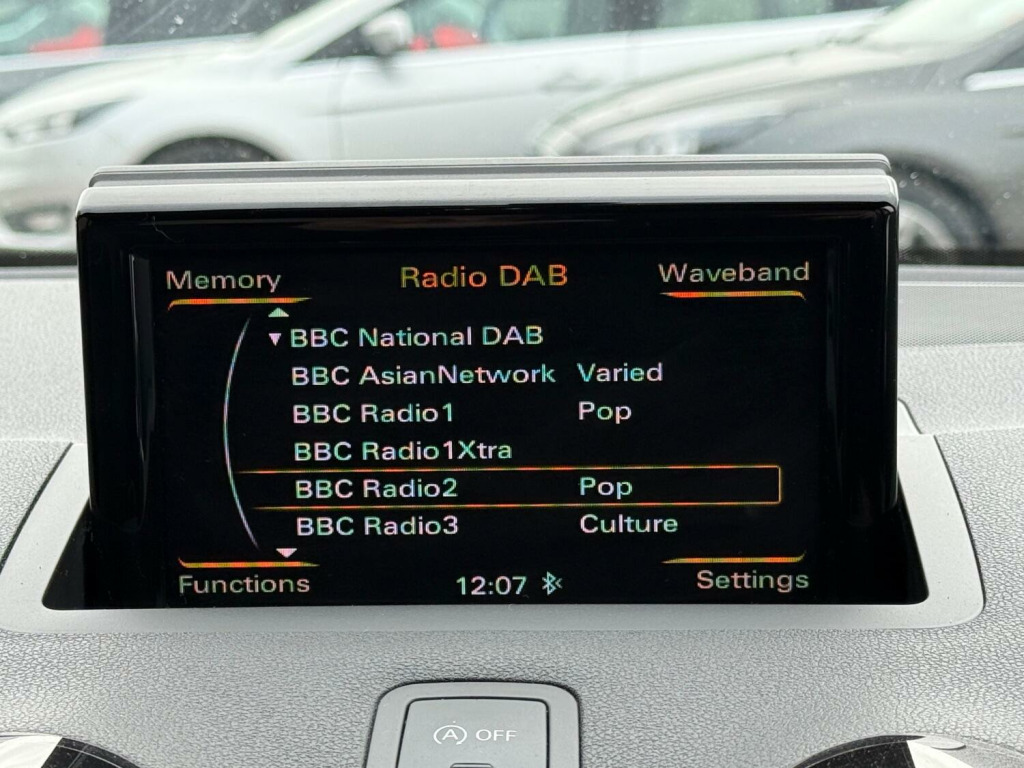 Memory Radio DAB Waveband
BBC National DAB
BBC AsianNetwork Varied
BBC Radio1 Pop
BBC Radio1Xtra
BBC Radio2 Pop
BBC Radio3 Culture
Functions 12:07 Settings
A OFF